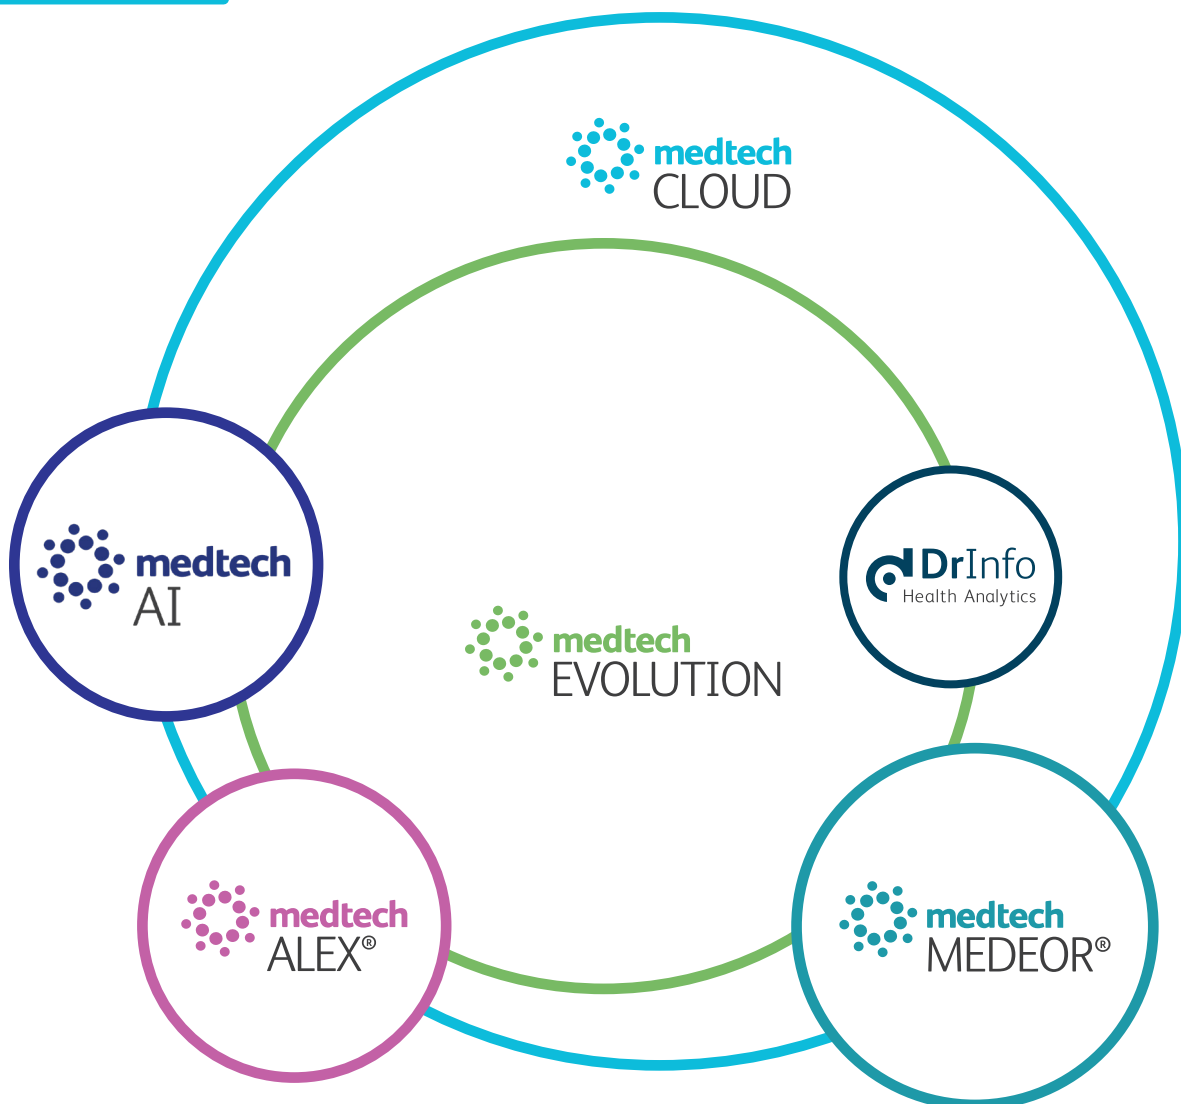 medtech
CLOUD
medtech
AI
DrInfo
Health Analytics
medtech
EVOLUTION
medtech
ALEX®
medtech
MEDEOR®